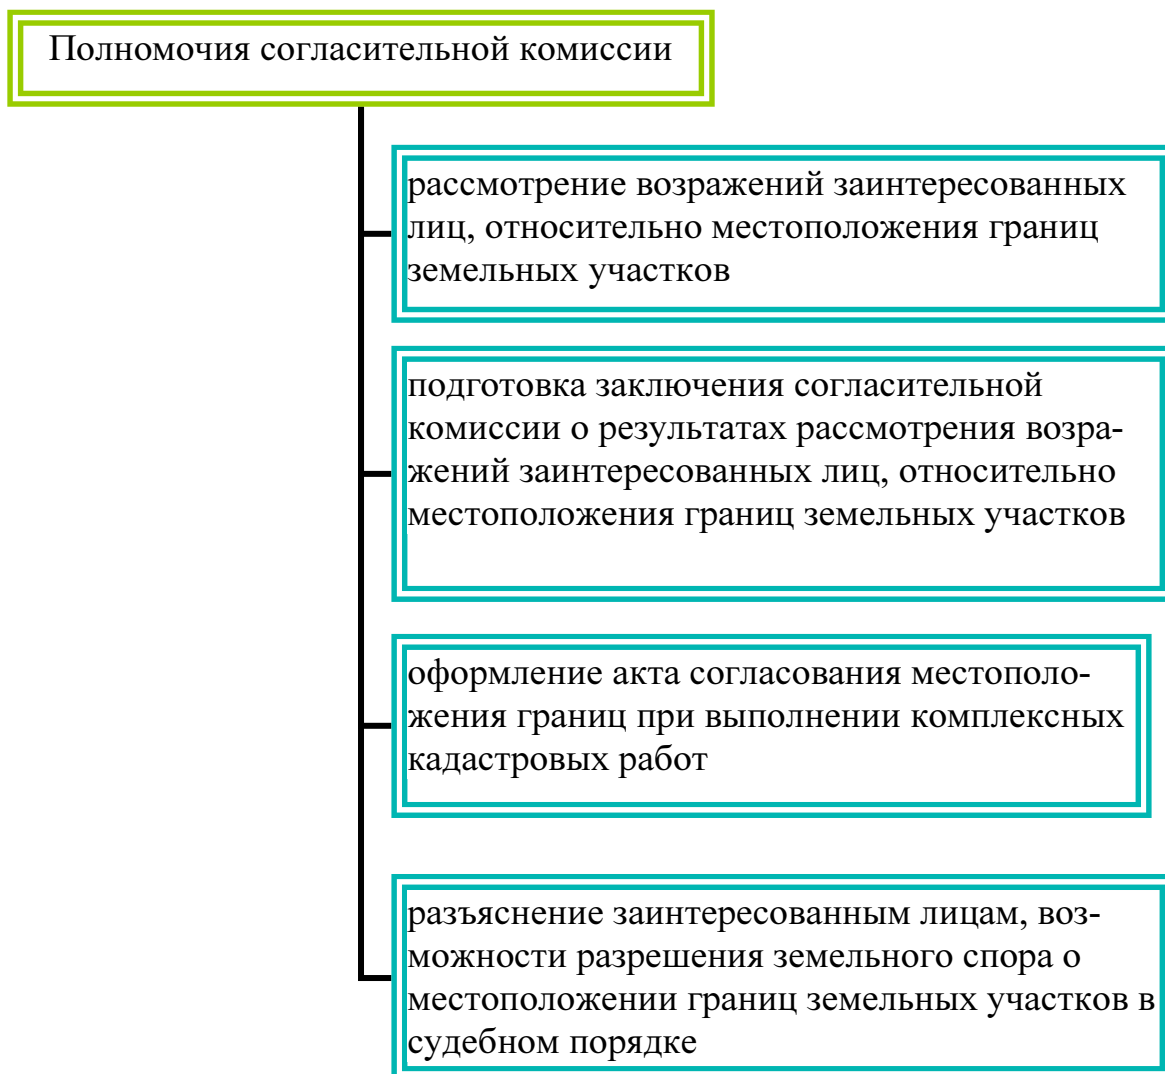 Полномочия согласительной комиссии
рассмотрение возражений заинтересованных
лиц, относительно местоположения границ
земельных участков
подготовка заключения согласительной
комиссии о результатах рассмотрения возра-
жений заинтересованных лиц, относительно
местоположения границ земельных участков
оформление акта согласования местополо-
жения границ при выполнении комплексных
кадастровых работ
разъяснение заинтересованным лицам, воз-
можности разрешения земельного спора о
местоположении границ земельных участков в
судебном порядке